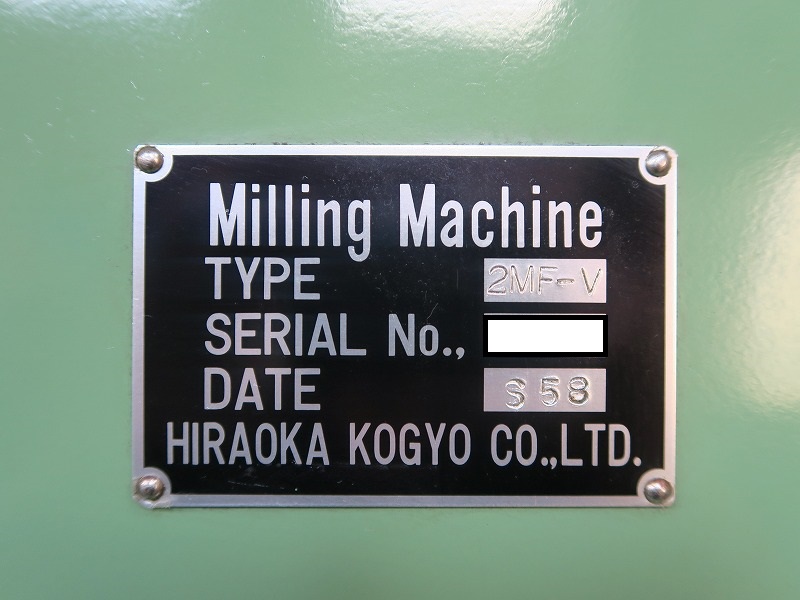 Milling Machine
TYPE 2MF-V
SERIAL No.,
DATE S58
HIRAOKA KOGYO CO.,LTD.